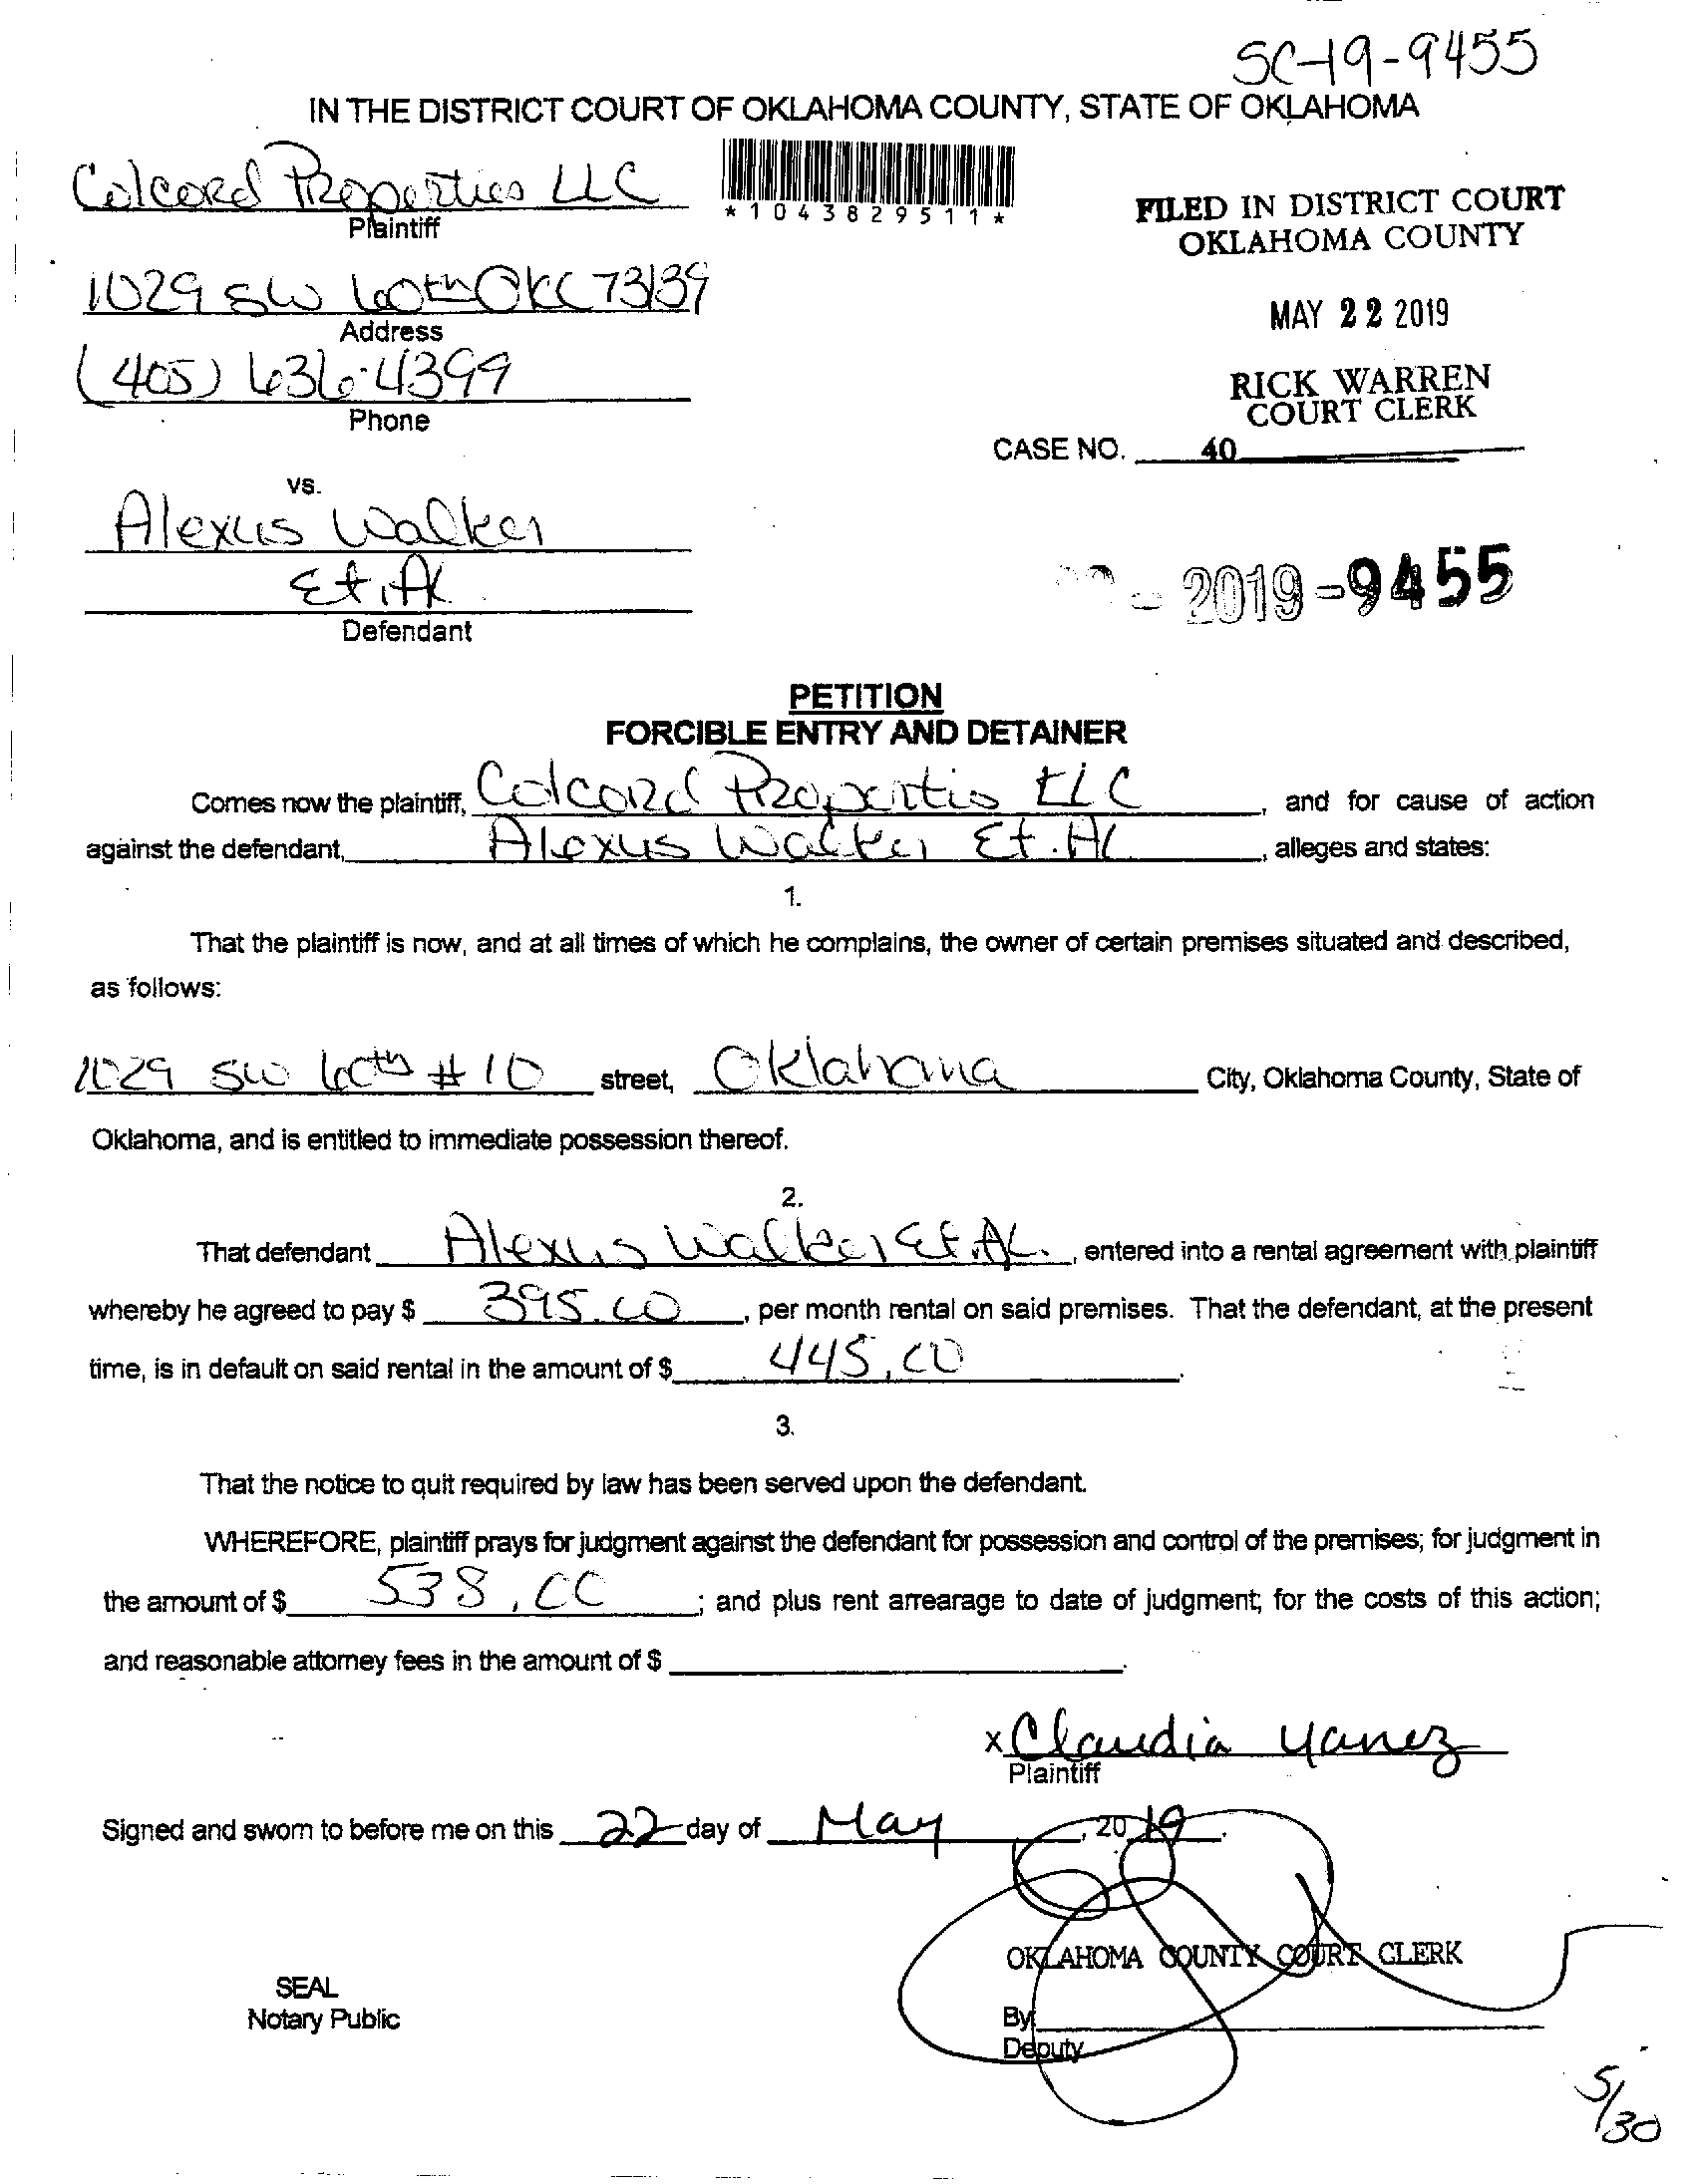 SC-19-9455
IN THE DISTRICT COURT OF OKLAHOMA COUNTY, STATE OF OKLAHOMA
Colcord Properties LLC
Plaintiff
*1043829511*
FILED IN DISTRICT COURT
OKLAHOMA COUNTY
1029 SW 60th OKC 73139
Address
MAY 22 2019
(405) 636-4399
Phone
RICK WARREN
COURT CLERK
CASE NO. 40
vs.
Alexus Walker
Et. Al
Defendant
- 2019-9455
PETITION
FORCIBLE ENTRY AND DETAINER
Comes now the plaintiff, Colcord Propertis LLC, and for cause of action
against the defendant, Alexus Walker Et. Al, alleges and states:
1.
That the plaintiff is now, and at all times of which he complains, the owner of certain premises situated and described,
as follows:
1029 SW 60th #10 street, Oklahoma City, Oklahoma County, State of
Oklahoma, and is entitled to immediate possession thereof.
2.
That defendant Alexus Walker Et. Al., entered into a rental agreement with plaintiff
whereby he agreed to pay $ 395.00, per month rental on said premises. That the defendant, at the present
time, is in default on said rental in the amount of $ 445.00.
3.
That the notice to quit required by law has been served upon the defendant.
WHEREFORE, plaintiff prays for judgment against the defendant for possession and control of the premises; for judgment in
the amount of $ 538.00; and plus rent arrearage to date of judgment; for the costs of this action;
and reasonable attorney fees in the amount of $.
x Claudia Yanez
Plaintiff
Signed and sworn to before me on this 22 day of May, 2019.
OKLAHOMA COUNTY COURT CLERK
SEAL
Notary Public
By
Deputy
5/30